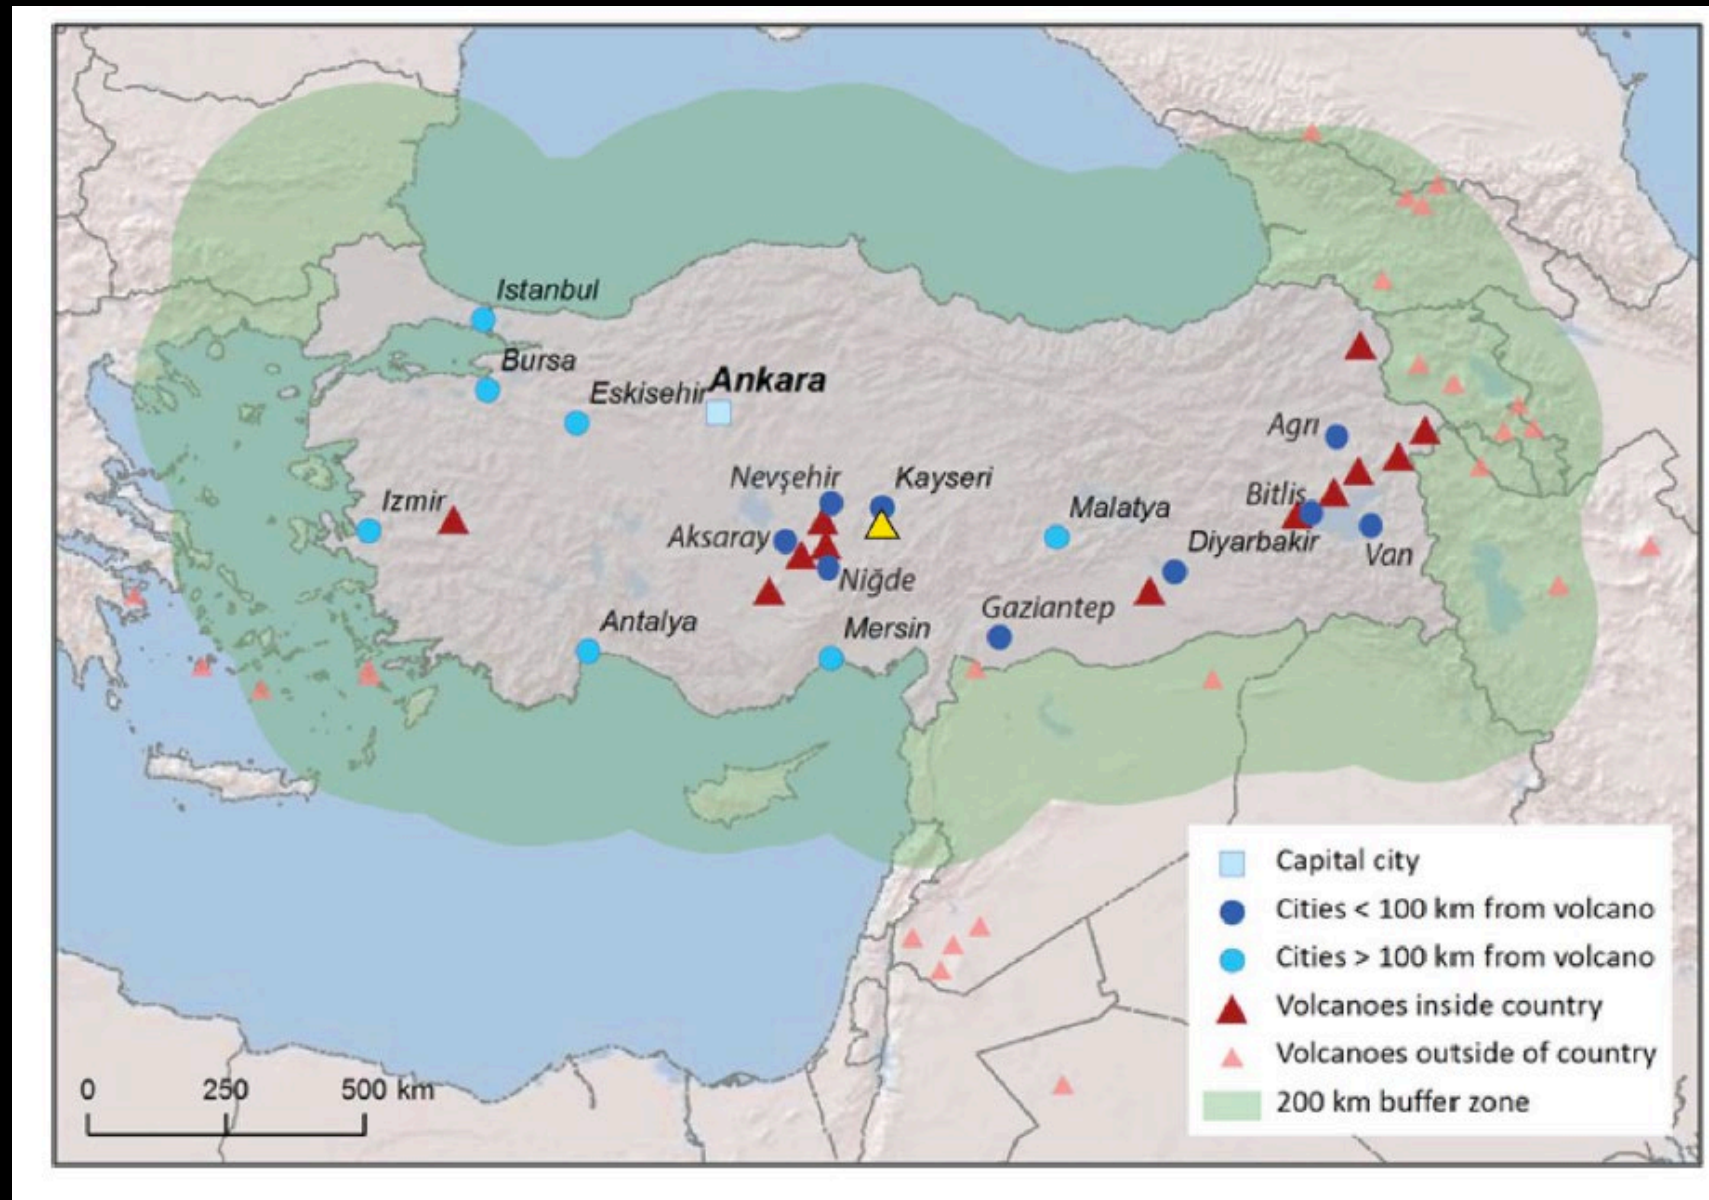 Istanbul
Bursa
Eskisehir
Ankara
Agrı
Nevşehir
Kayseri
Izmir
Bitlis
Malatya
Aksaray
Diyarbakir
Van
Niğde
Gaziantep
Antalya
Mersin
Capital city
Cities < 100 km from volcano
Cities > 100 km from volcano
Volcanoes inside country
Volcanoes outside of country
200 km buffer zone
0 250 500 km